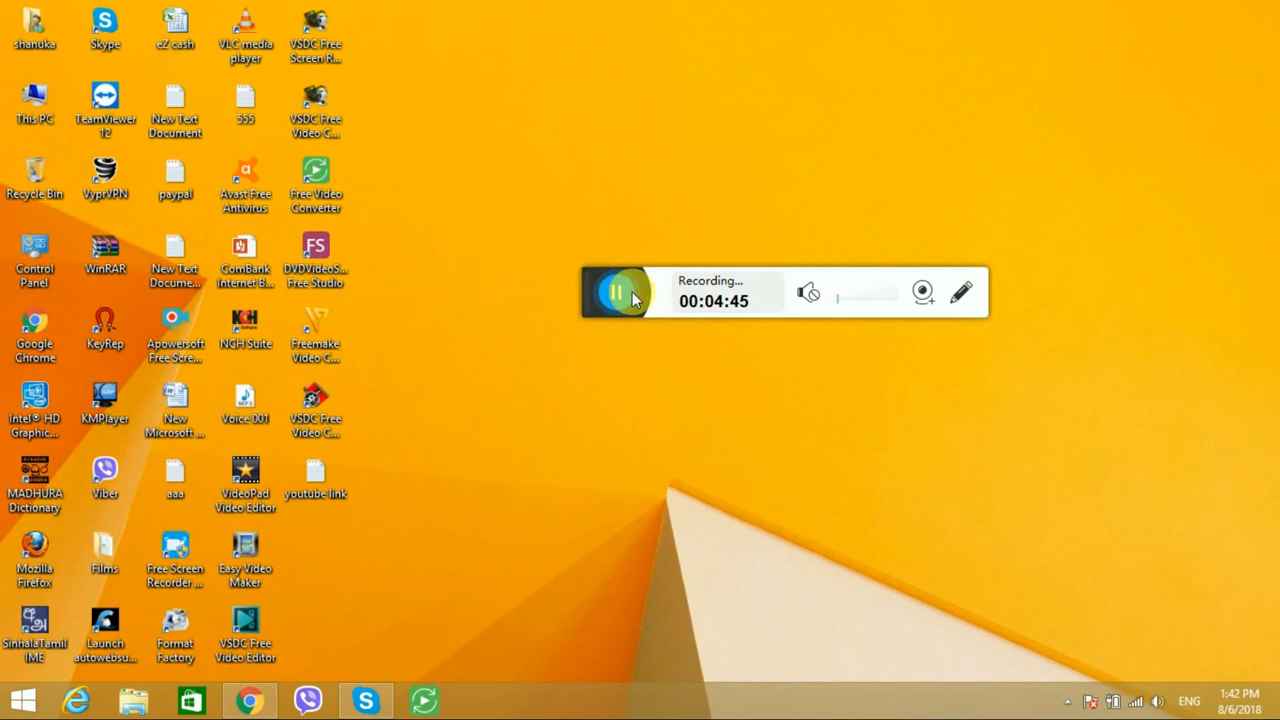 shanuka
Skype
eZ cash
VLC media
player
VSDC Free
Screen R...
This PC
TeamViewer
12
New Text
Document
555
VSDC Free
Video C...
Recycle Bin
VyprVPN
paypal
Avast Free
Antivirus
Free Video
Converter
Control
Panel
WinRAR
New Text
Docume...
ComBank
Internet B...
FS
DVDVideoS...
Free Studio
Google
Chrome
KeyRep
Apowersoft
Free Scre...
NCH
NCH Suite
Freemake
Video C...
Intel® HD
Graphic...
KMPlayer
New
Microsoft ...
MP3
Voice 001
VSDC Free
Video C...
MADHURA
Dictionary
Viber
aaa
VideoPad
Video Editor
youtube link
Mozilla
Firefox
Films
Free Screen
Recorder ...
Easy Video
Maker
SinhalaTamil
IME
Launch
autowebsu...
Format
Factory
VSDC Free
Video Editor
Recording...
00:04:45
ENG
1:42 PM
8/6/2018